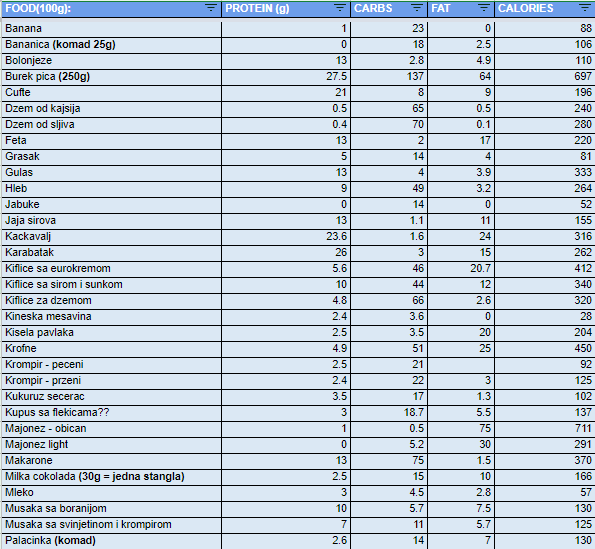 FOOD(100g): PROTEIN (g) CARBS FAT CALORIES
Banana 1 23 0 88
Bananica (komad 25g) 0 18 2.5 106
Bolonjeze 13 2.8 4.9 110
Burek pica (250g) 27.5 137 64 697
Cufte 21 8 9 196
Dzem od kajsija 0.5 65 0.5 240
Dzem od sljiva 0.4 70 0.1 280
Feta 13 2 17 220
Grasak 5 14 4 81
Gulas 13 4 3.9 333
Hleb 9 49 3.2 264
Jabuke 0 14 0 52
Jaja sirova 13 1.1 11 155
Kackavalj 23.6 1.6 24 316
Karabatak 26 3 15 262
Kiflice sa eurokremom 5.6 46 20.7 412
Kiflice sa sirom i sunkom 10 44 12 340
Kiflice za dzemom 4.8 66 2.6 320
Kineska mesavina 2.4 3.6 0 28
Kisela pavlaka 2.5 3.5 20 204
Krofne 4.9 51 25 450
Krompir - peceni 2.5 21 92
Krompir - przeni 2.4 22 3 125
Kukuruz secerac 3.5 17 1.3 102
Kupus sa flekicama?? 3 18.7 5.5 137
Majonez - obican 1 0.5 75 711
Majonez light 0 5.2 30 291
Makarone 13 75 1.5 370
Milka cokolada (30g = jedna stangla) 2.5 15 10 166
Mleko 3 4.5 2.8 57
Musaka sa boranijom 10 5.7 7.5 130
Musaka sa svinjetinom i krompirom 7 11 5.7 125
Palacinka (komad) 2.6 14 7 130